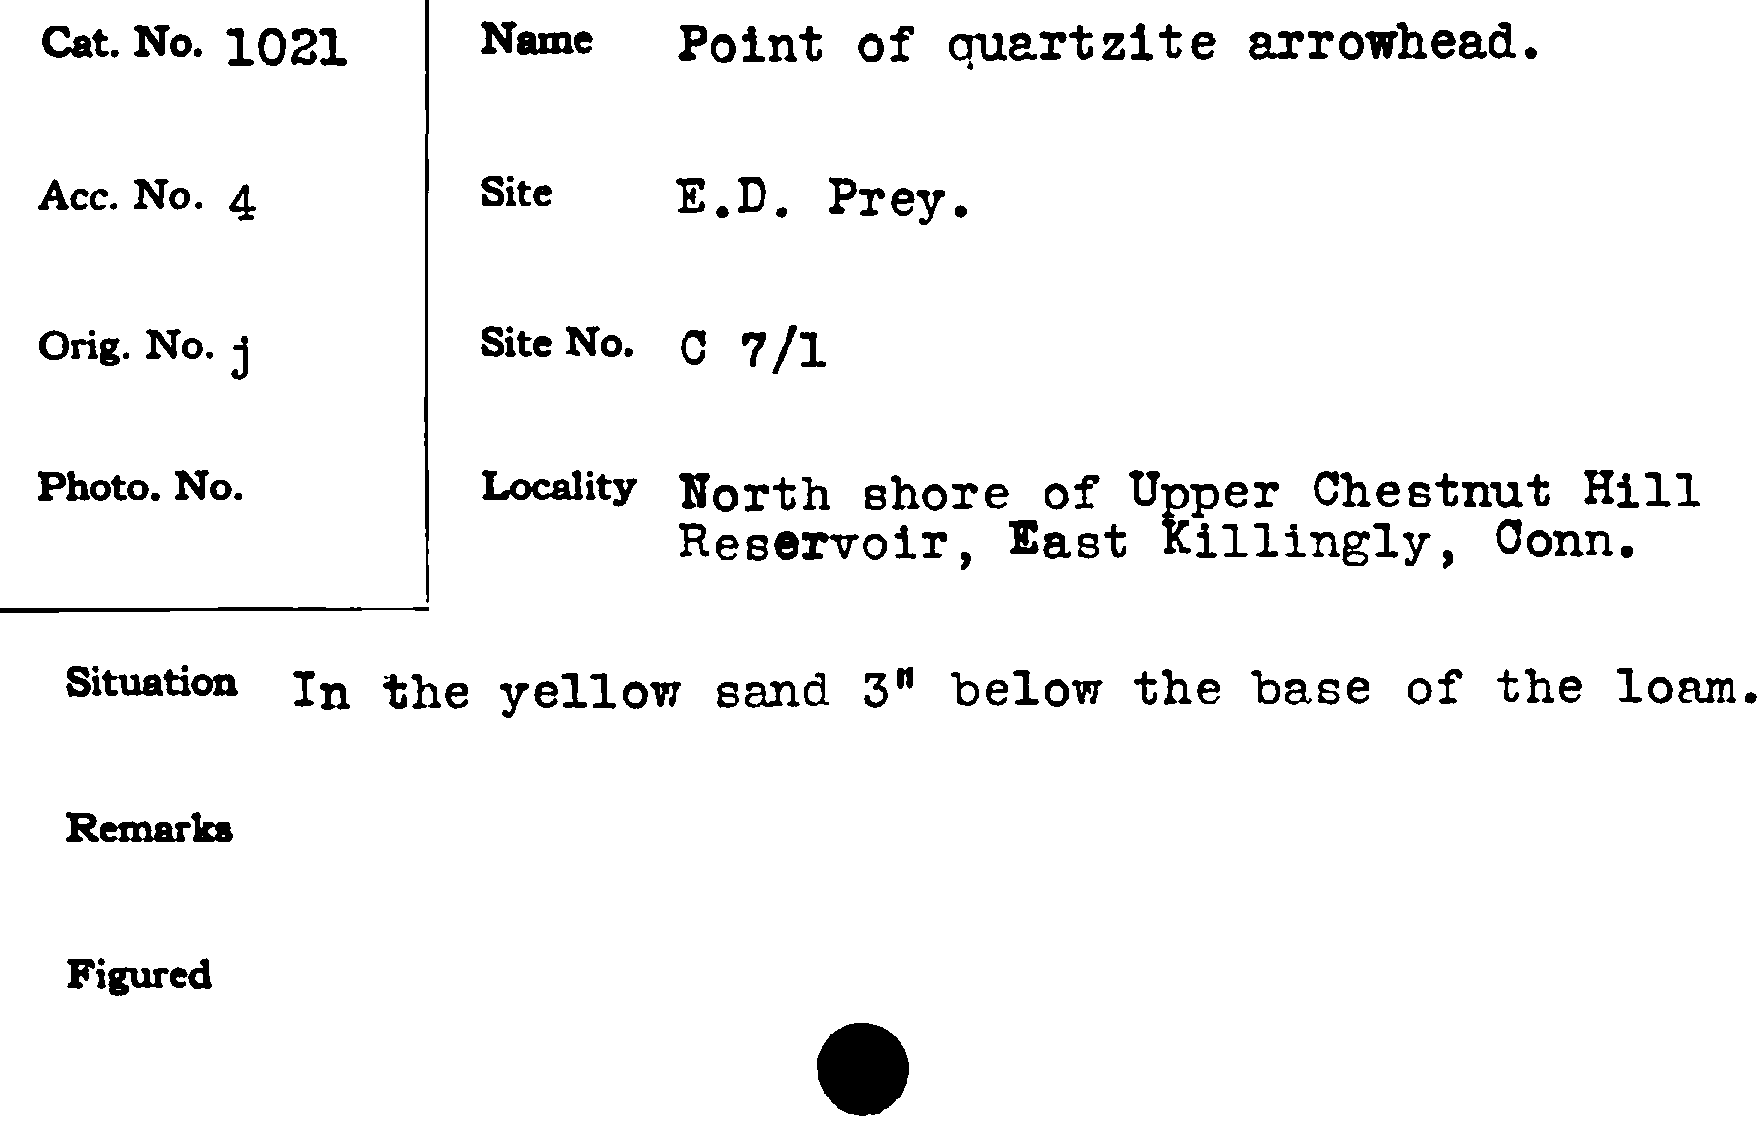 Cat. No. 1021
Name Point of quartzite arrowhead.
Acc. No. 4
Site E.D. Prey.
Orig. No. j
Site No. C 7/1
Photo. No.
Locality North shore of Upper Chestnut Hill
Reservoir, East Killingly, Conn.
Situation In the yellow sand 3" below the base of the loam.
Remarks
Figured